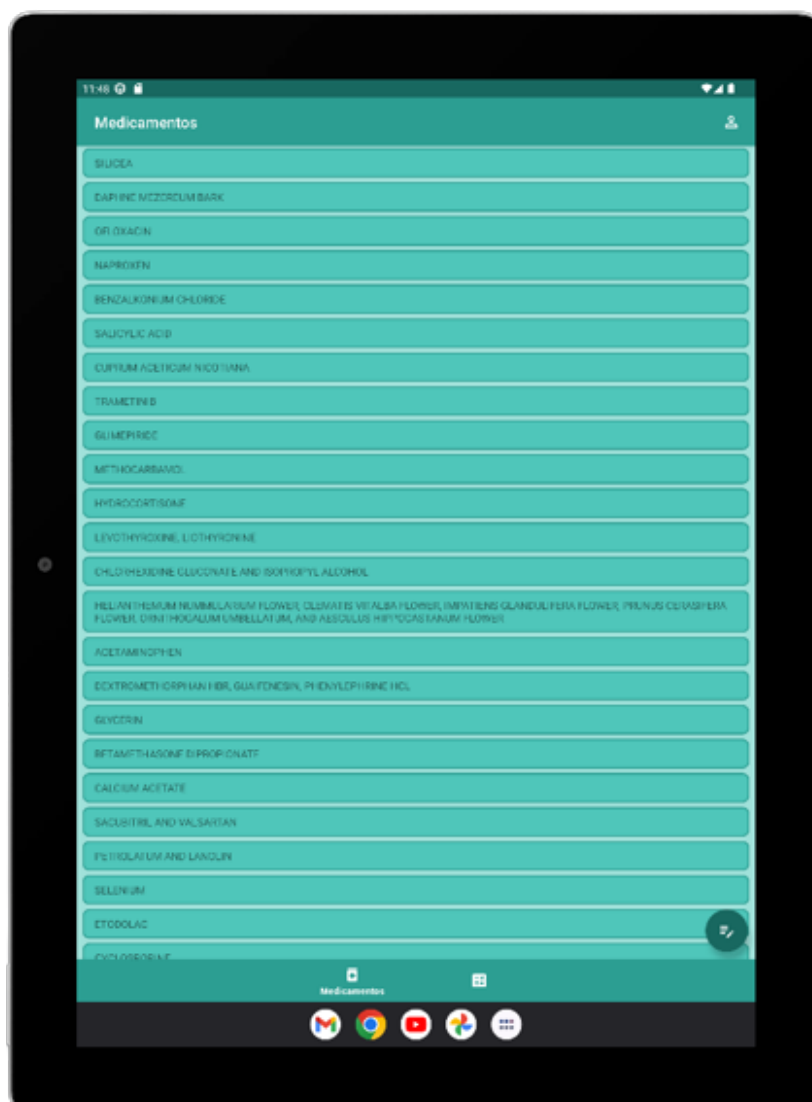 11:48
Medicamentos
SILICEA
DAPHNE MEZEREUM BARK
OFLOXACIN
NAPROXEN
BENZALKONIUM CHLORIDE
SALICYLIC ACID
CUPRUM ACETICUM NICOTIANA
TRAMETINIB
GLIMEPIRIDE
METHOCARBAMOL
HYDROCORTISONE
LEVOTHYROXINE, LIOTHYRONINE
CHLORHEXIDINE GLUCONATE AND ISOPROPYL ALCOHOL
HELIANTHEMUM NUMMULARIUM FLOWER, CLEMATIS VITALBA FLOWER, IMPATIENS GLANDULIFERA FLOWER, PRUNUS CERASIFERA
FLOWER, ORNITHOGALUM UMBELLATUM, AND AESCULUS HIPPOCASTANUM FLOWER
ACETAMINOPHEN
DEXTROMETHORPHAN HBR, GUAIFENESIN, PHENYLEPHRINE HCL
GLYCERIN
BETAMETHASONE DIPROPIONATE
CALCIUM ACETATE
SACUBITRIL AND VALSARTAN
PETROLATUM AND LANOLIN
SELENIUM
ETODOLAC
CYCLOSPORINE
Medicamentos